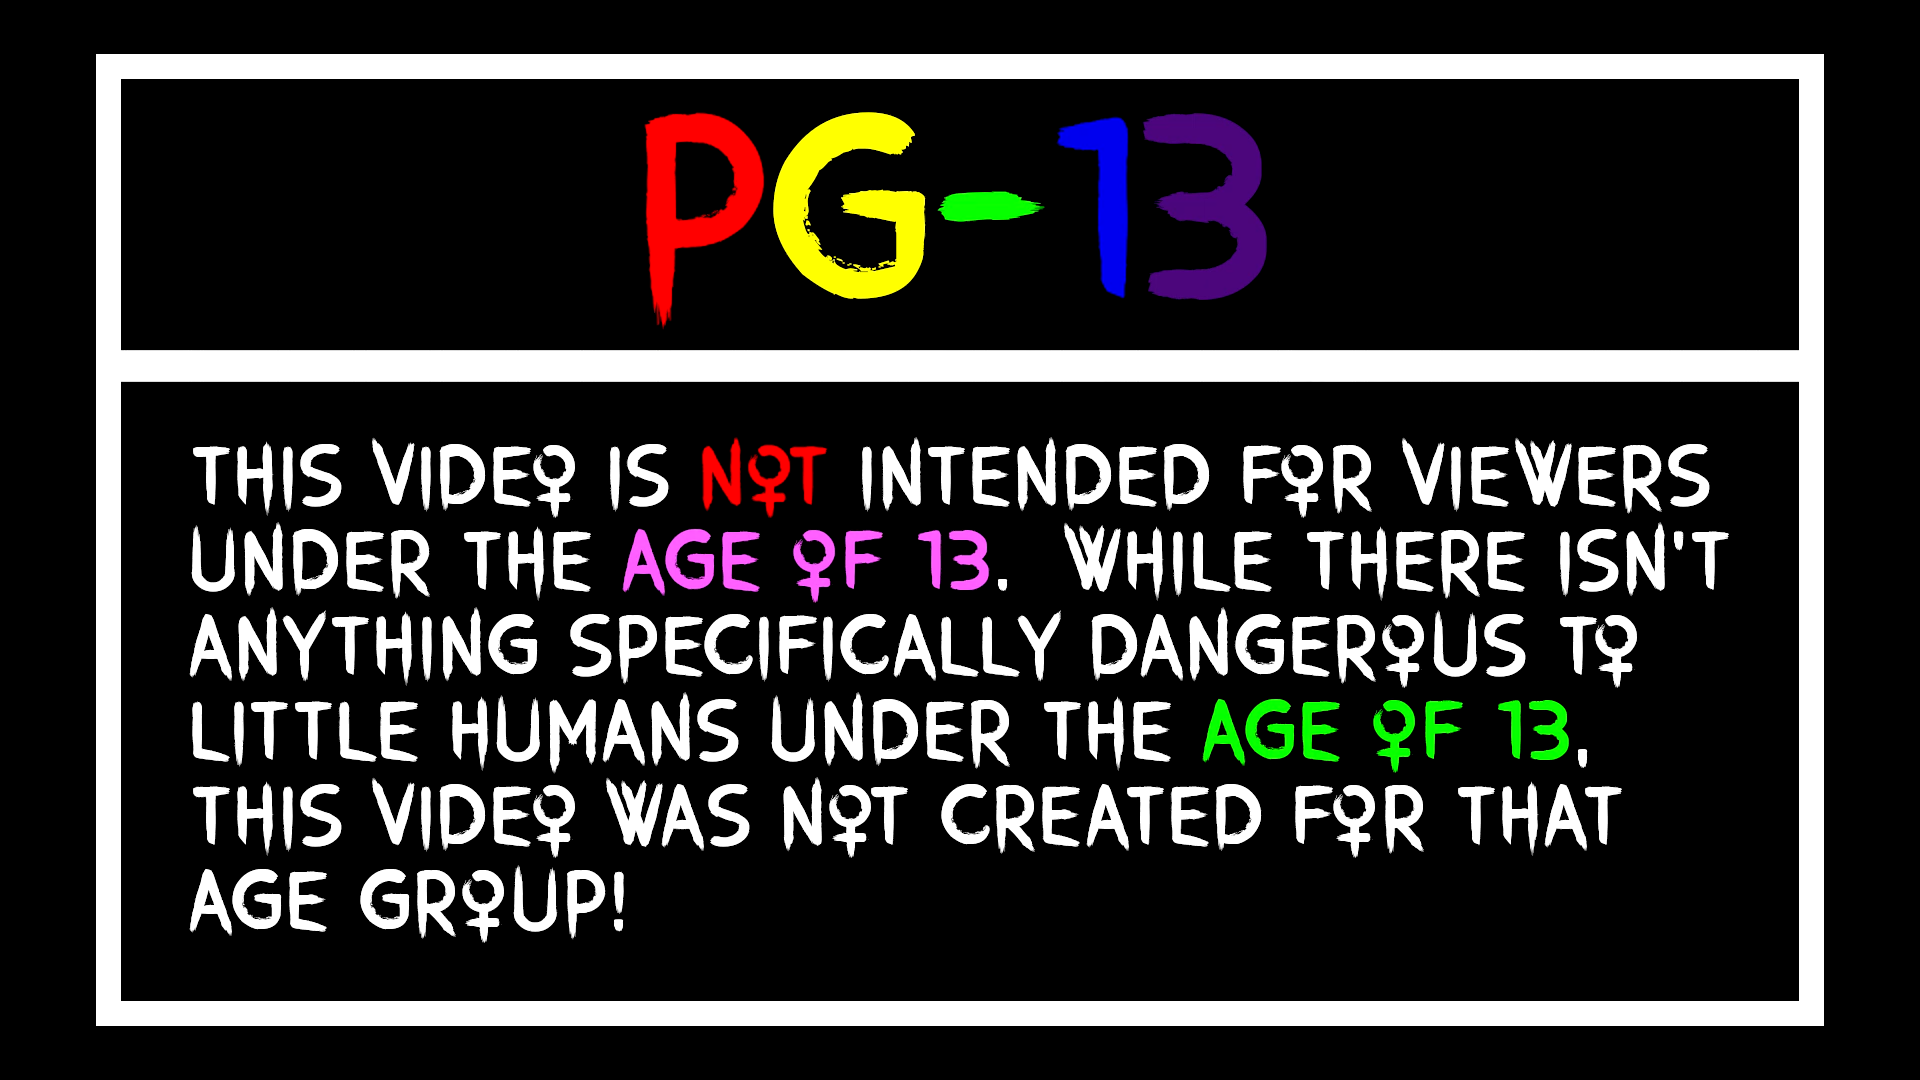 PG-13
THIS VIDEO IS NOT INTENDED FOR VIEWERS
UNDER THE AGE OF 13.  WHILE THERE ISN'T
ANYTHING SPECIFICALLY DANGEROUS TO
LITTLE HUMANS UNDER THE AGE OF 13,
THIS VIDEO WAS NOT CREATED FOR THAT
AGE GROUP!